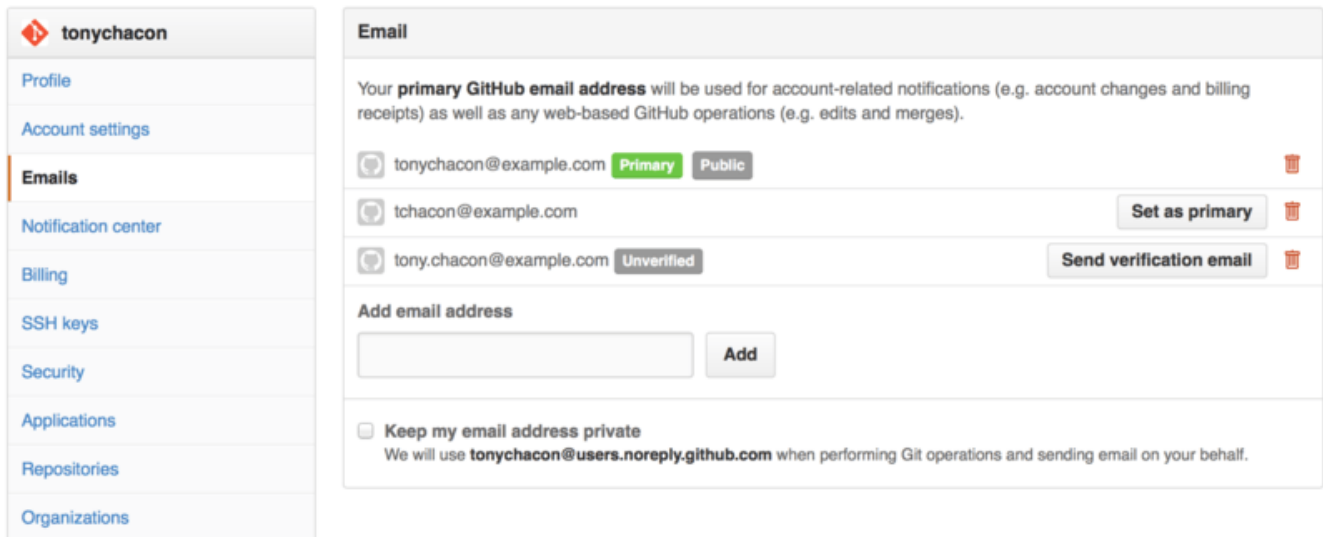 tonychacon
Profile
Account settings
Emails
Notification center
Billing
SSH keys
Security
Applications
Repositories
Organizations
Email
Your primary GitHub email address will be used for account-related notifications (e.g. account changes and billing
receipts) as well as any web-based GitHub operations (e.g. edits and merges).
tonychacon@example.com Primary Public
tchacon@example.com Set as primary
tony.chacon@example.com Unverified Send verification email
Add email address
Add
Keep my email address private
We will use tonychacon@users.noreply.github.com when performing Git operations and sending email on your behalf.